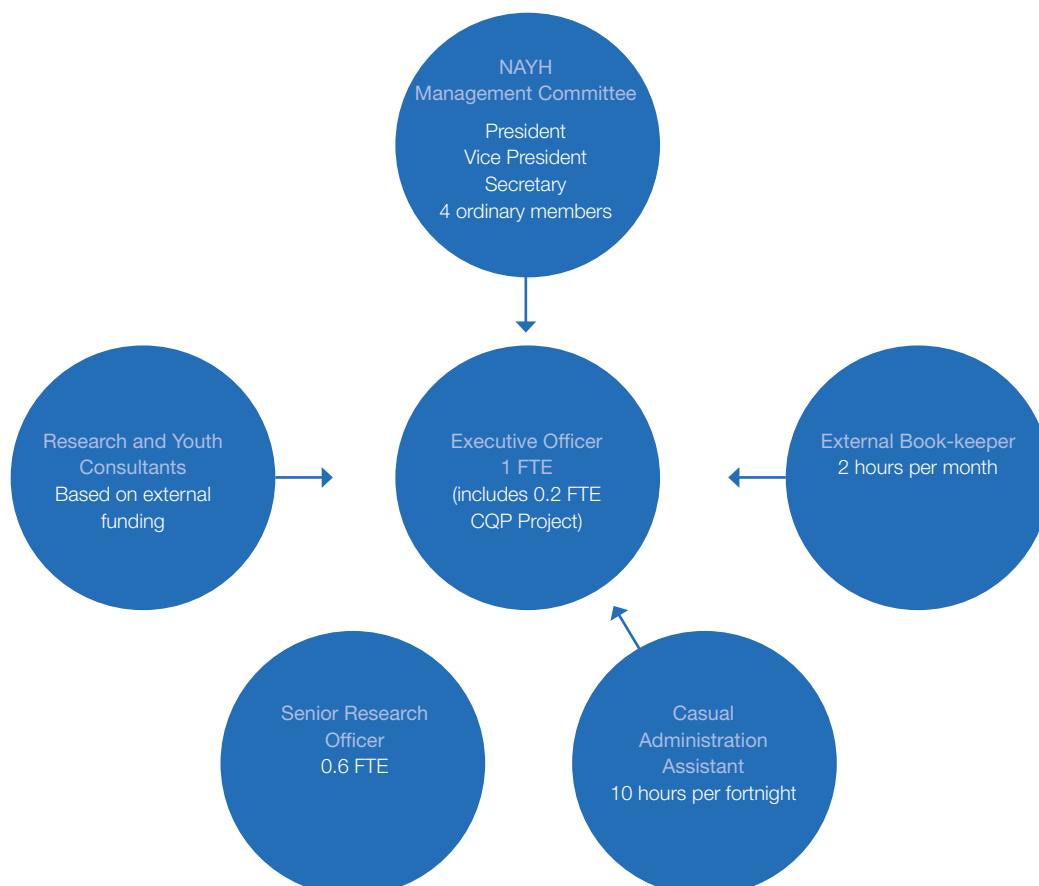 NAYH
Management Committee
President
Vice President
Secretary
4 ordinary members
Research and Youth
Consultants
Based on external
funding
Executive Officer
1 FTE
(includes 0.2 FTE
CQP Project)
External Book-keeper
2 hours per month
Senior Research
Officer
0.6 FTE
Casual
Administration
Assistant
10 hours per fortnight